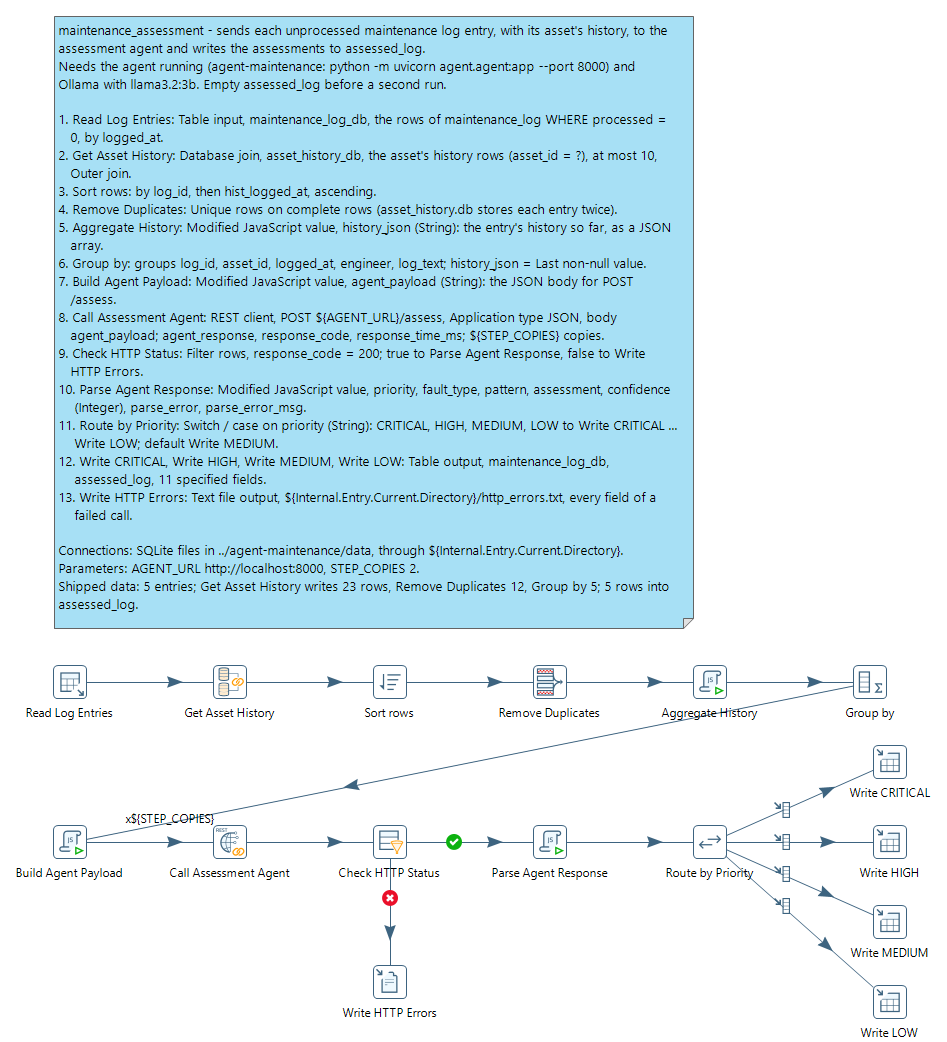 maintenance_assessment - sends each unprocessed maintenance log entry, with its asset's history, to the
assessment agent and writes the assessments to assessed_log.
Needs the agent running (agent-maintenance: python -m uvicorn agent.agent:app --port 8000) and
Ollama with llama3.2:3b. Empty assessed_log before a second run.
1. Read Log Entries: Table input, maintenance_log_db, the rows of maintenance_log WHERE processed =
0, by logged_at.
2. Get Asset History: Database join, asset_history_db, the asset's history rows (asset_id = ?), at most 10,
Outer join.
3. Sort rows: by log_id, then hist_logged_at, ascending.
4. Remove Duplicates: Unique rows on complete rows (asset_history.db stores each entry twice).
5. Aggregate History: Modified JavaScript value, history_json (String): the entry's history so far, as a JSON
array.
6. Group by: groups log_id, asset_id, logged_at, engineer, log_text; history_json = Last non-null value.
7. Build Agent Payload: Modified JavaScript value, agent_payload (String): the JSON body for POST
/assess.
8. Call Assessment Agent: REST client, POST ${AGENT_URL}/assess, Application type JSON, body
agent_payload; agent_response, response_code, response_time_ms; ${STEP_COPIES} copies.
9. Check HTTP Status: Filter rows, response_code = 200; true to Parse Agent Response, false to Write
HTTP Errors.
10. Parse Agent Response: Modified JavaScript value, priority, fault_type, pattern, assessment, confidence
(Integer), parse_error, parse_error_msg.
11. Route by Priority: Switch / case on priority (String): CRITICAL, HIGH, MEDIUM, LOW to Write CRITICAL ...
Write LOW; default Write MEDIUM.
12. Write CRITICAL, Write HIGH, Write MEDIUM, Write LOW: Table output, maintenance_log_db,
assessed_log, 11 specified fields.
13. Write HTTP Errors: Text file output, ${Internal.Entry.Current.Directory}/http_errors.txt, every field of a
failed call.
Connections: SQLite files in ../agent-maintenance/data, through ${Internal.Entry.Current.Directory}.
Parameters: AGENT_URL http://localhost:8000, STEP_COPIES 2.
Shipped data: 5 entries; Get Asset History writes 23 rows, Remove Duplicates 12, Group by 5; 5 rows into
assessed_log.
Read Log Entries
Get Asset History
Sort rows
Remove Duplicates
Aggregate History
Group by
Write CRITICAL
x${STEP_COPIES}
Build Agent Payload
Call Assessment Agent
Check HTTP Status
Parse Agent Response
Route by Priority
Write HIGH
Write MEDIUM
Write HTTP Errors
Write LOW